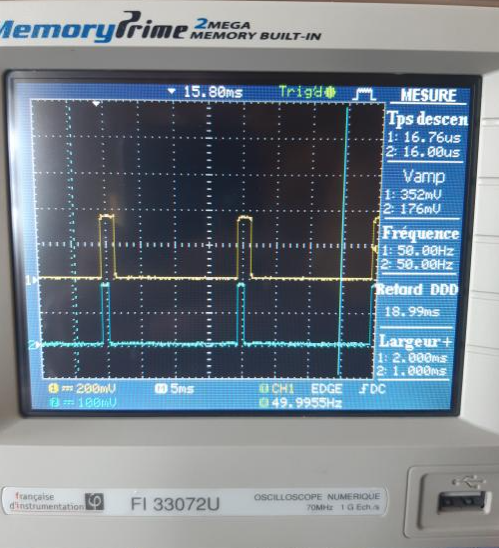 MemoryPrime 2MEGA
MEMORY BUILT-IN
15.80ms Trig'd MESURE
Tps descen
1: 16.76us
2: 16.00us
Vamp
1: 352mV
2: 176mV
Fréquence
1: 50.00Hz
2: 50.00Hz
Retard DDD
18.99ms
Largeur+
1: 2.000ms
2: 1.000ms
1
2
1 200mV M 5ms CH1 EDGE DC
2 100mV 49.9955Hz
française
d'instrumentation
FI 33072U
OSCILLOSCOPE NUMERIQUE
70MHz 1 G Ech/s